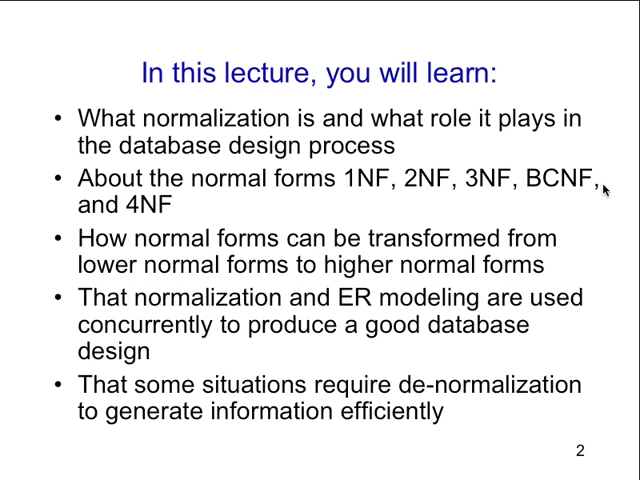 In this lecture, you will learn:
• What normalization is and what role it plays in
the database design process
• About the normal forms 1NF, 2NF, 3NF, BCNF,
and 4NF
• How normal forms can be transformed from
lower normal forms to higher normal forms
• That normalization and ER modeling are used
concurrently to produce a good database
design
• That some situations require de-normalization
to generate information efficiently
2